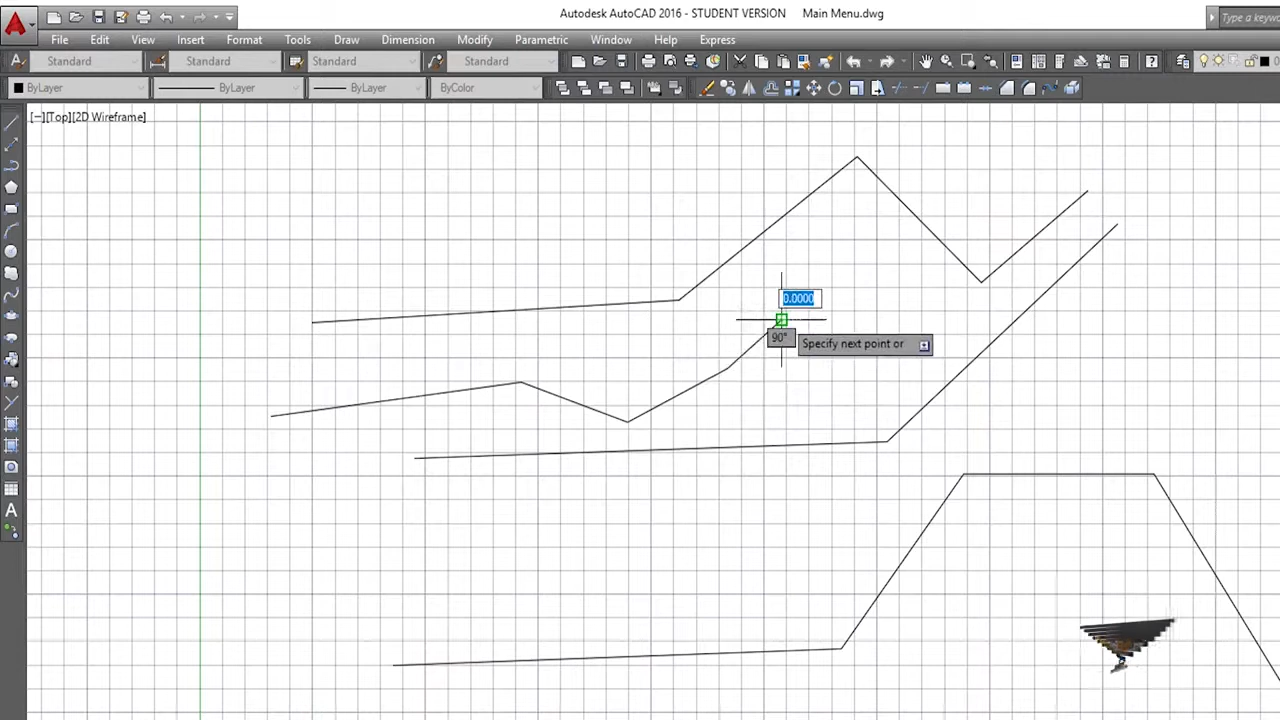 Autodesk AutoCAD 2016 - STUDENT VERSION Main Menu.dwg
File Edit View Insert Format Tools Draw Dimension Modify Parametric Window Help Express
Standard Standard Standard Standard
ByLayer ByLayer ByLayer ByColor
[−][Top][2D Wireframe]
0.0000
90°
Specify next point or
A